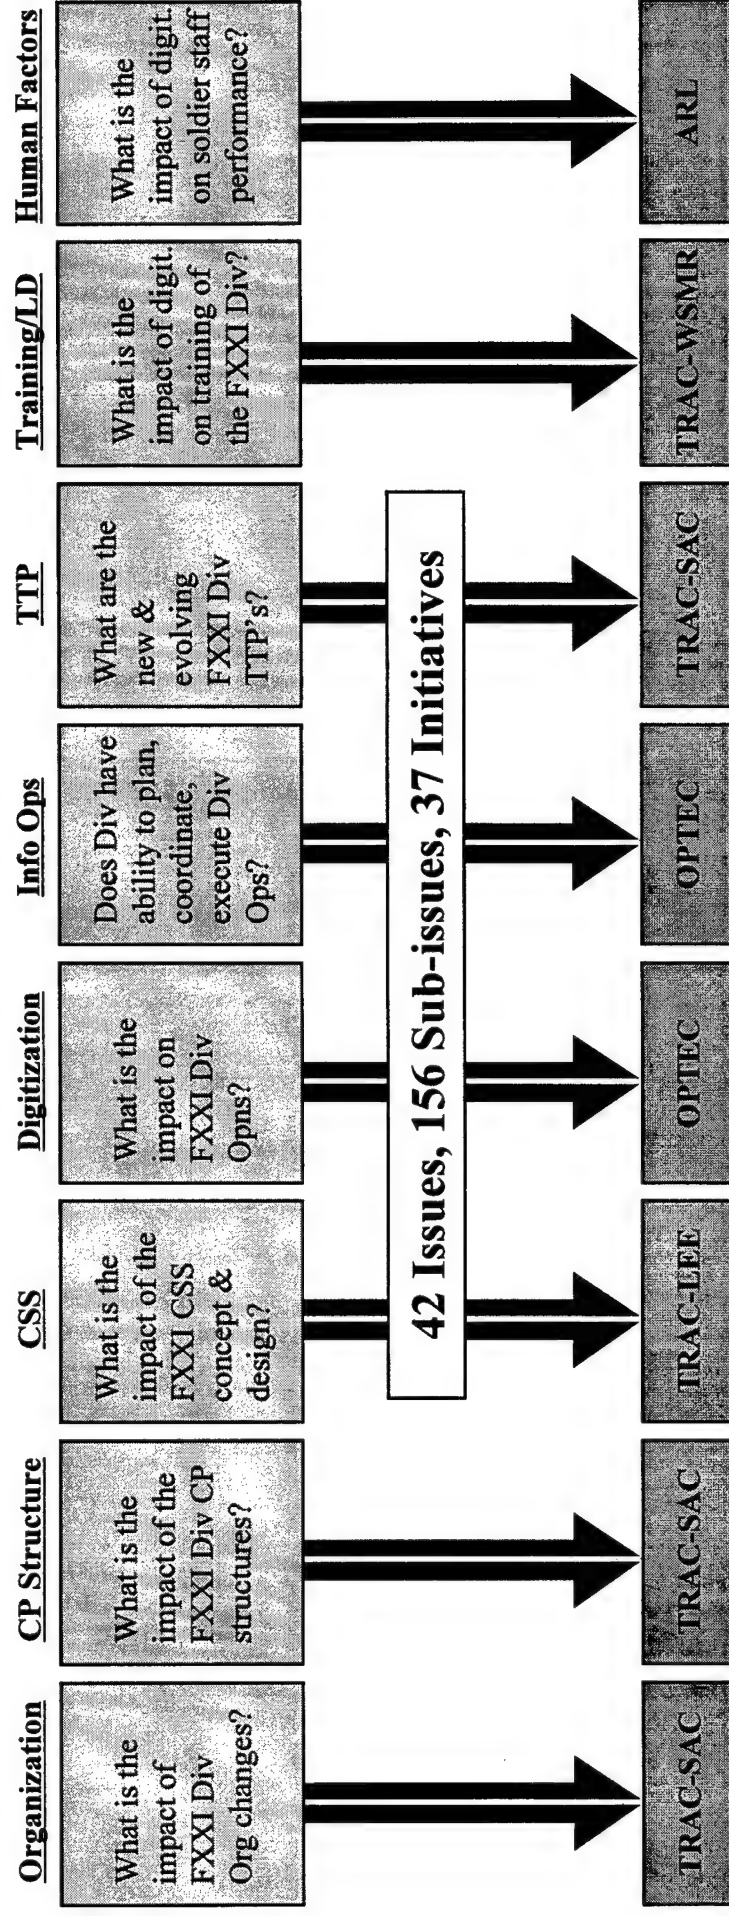 Organization
What is the
impact of
FXXI Div
Org changes?
TRAC-SAC
CP Structure
What is the
impact of the
FXXI Div CP
structures?
TRAC-SAC
CSS
What is the
impact of the
FXXI CSS
concept &
design?
TRAC-LEE
Digitization
What is the
impact on
FXXI Div
Opns?
OPTEC
Info Ops
Does Div have
ability to plan,
coordinate,
execute Div
Ops?
OPTEC
TTP
What are the
new &
evolving
FXXI Div
TTP's?
TRAC-SAC
Training/LD
What is the
impact of digit.
on training of
the FXXI Div?
TRAC-WSMR
Human Factors
What is the
impact of digit.
on soldier staff
performance?
ARL
42 Issues, 156 Sub-issues, 37 Initiatives